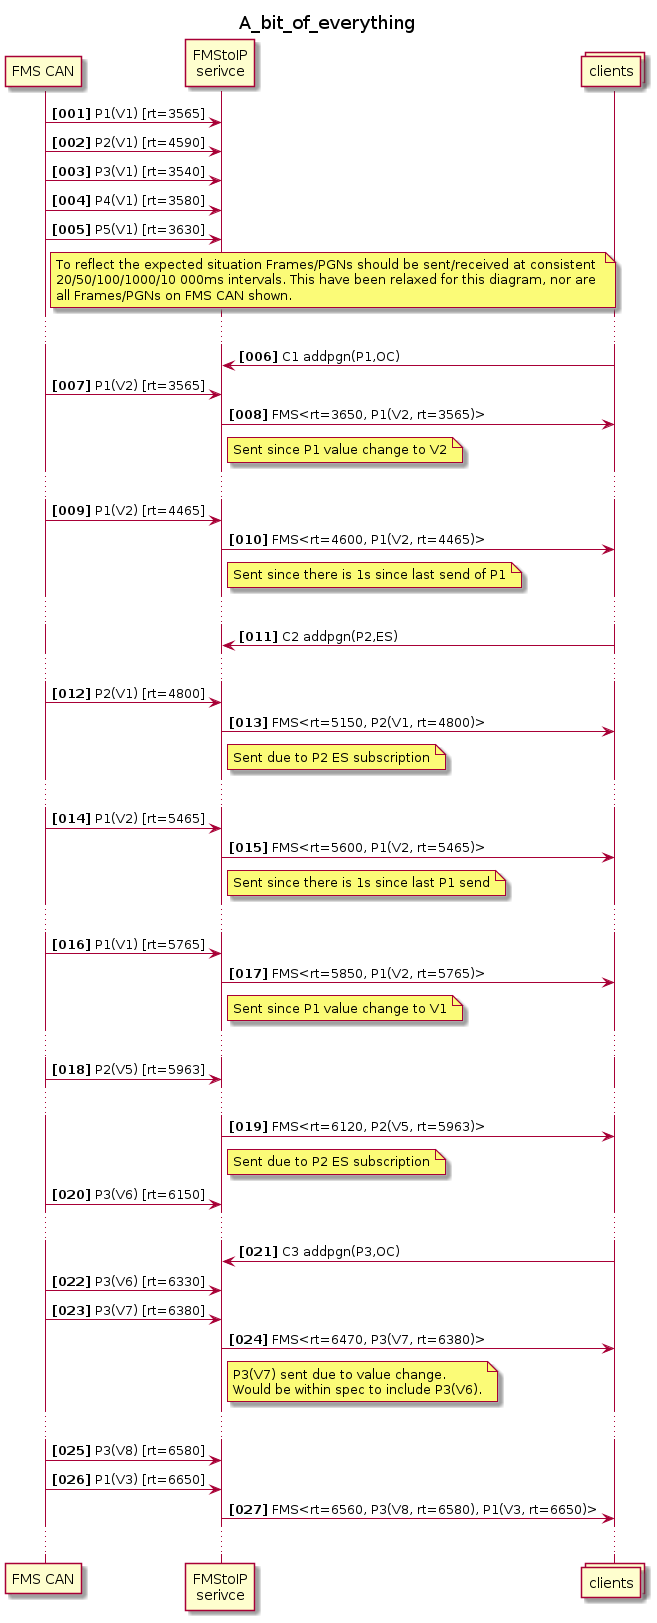 A_bit_of_everything
FMS CAN
FMStoIP
serivce
clients
[001] P1(V1) [rt=3565]
[002] P2(V1) [rt=4590]
[003] P3(V1) [rt=3540]
[004] P4(V1) [rt=3580]
[005] P5(V1) [rt=3630]
To reflect the expected situation Frames/PGNs should be sent/received at consistent
20/50/100/1000/10 000ms intervals. This have been relaxed for this diagram, nor are
all Frames/PGNs on FMS CAN shown.
[006] C1 addpgn(P1,OC)
[007] P1(V2) [rt=3565]
[008] FMS<rt=3650, P1(V2, rt=3565)>
Sent since P1 value change to V2
[009] P1(V2) [rt=4465]
[010] FMS<rt=4600, P1(V2, rt=4465)>
Sent since there is 1s since last send of P1
[011] C2 addpgn(P2,ES)
[012] P2(V1) [rt=4800]
[013] FMS<rt=5150, P2(V1, rt=4800)>
Sent due to P2 ES subscription
[014] P1(V2) [rt=5465]
[015] FMS<rt=5600, P1(V2, rt=5465)>
Sent since there is 1s since last P1 send
[016] P1(V1) [rt=5765]
[017] FMS<rt=5850, P1(V2, rt=5765)>
Sent since P1 value change to V1
[018] P2(V5) [rt=5963]
[019] FMS<rt=6120, P2(V5, rt=5963)>
Sent due to P2 ES subscription
[020] P3(V6) [rt=6150]
[021] C3 addpgn(P3,OC)
[022] P3(V6) [rt=6330]
[023] P3(V7) [rt=6380]
[024] FMS<rt=6470, P3(V7, rt=6380)>
P3(V7) sent due to value change.
Would be within spec to include P3(V6).
[025] P3(V8) [rt=6580]
[026] P1(V3) [rt=6650]
[027] FMS<rt=6560, P3(V8, rt=6580), P1(V3, rt=6650)>
FMS CAN
FMStoIP
serivce
clients